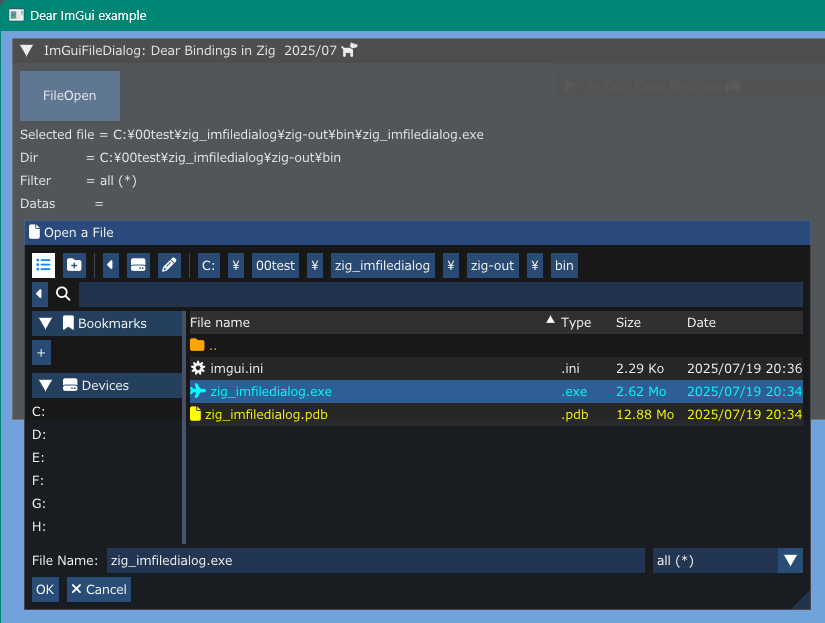 Dear ImGui example
ImGuiFileDialog: Dear Bindings in Zig 2025/07
ImGui: Dear Bindings
FileOpen
Selected file = C:¥00test¥zig_imfiledialog¥zig-out¥bin¥zig_imfiledialog.exe
Dir = C:¥00test¥zig_imfiledialog¥zig-out¥bin
Filter = all (*)
Datas =
Open a File
C: ¥ 00test ¥ zig_imfiledialog ¥ zig-out ¥ bin
Bookmarks
+
Devices
C:
D:
E:
F:
G:
H:
File name Type Size Date
..
imgui.ini .ini 2.29 Ko 2025/07/19 20:36
zig_imfiledialog.exe .exe 2.62 Mo 2025/07/19 20:34
zig_imfiledialog.pdb .pdb 12.88 Mo 2025/07/19 20:34
File Name: zig_imfiledialog.exe all (*)
OK Cancel